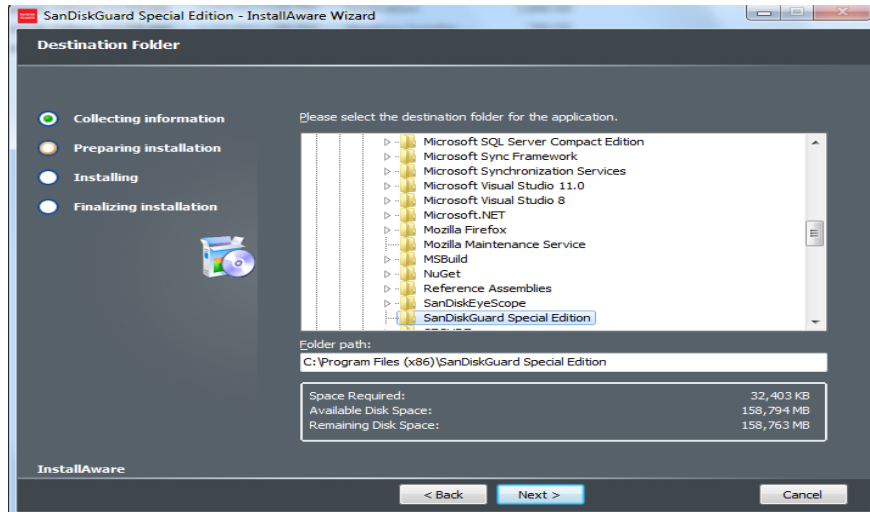 SanDiskGuard Special Edition - InstallAware Wizard
Destination Folder
Collecting information
Preparing installation
Installing
Finalizing installation
Please select the destination folder for the application.
Microsoft SQL Server Compact Edition
Microsoft Sync Framework
Microsoft Synchronization Services
Microsoft Visual Studio 11.0
Microsoft Visual Studio 8
Microsoft.NET
Mozilla Firefox
Mozilla Maintenance Service
MSBuild
NuGet
Reference Assemblies
SanDiskEyeScope
SanDiskGuard Special Edition
Folder path:
C:\Program Files (x86)\SanDiskGuard Special Edition
Space Required: 32,403 KB
Available Disk Space: 158,794 MB
Remaining Disk Space: 158,763 MB
InstallAware
< Back Next > Cancel